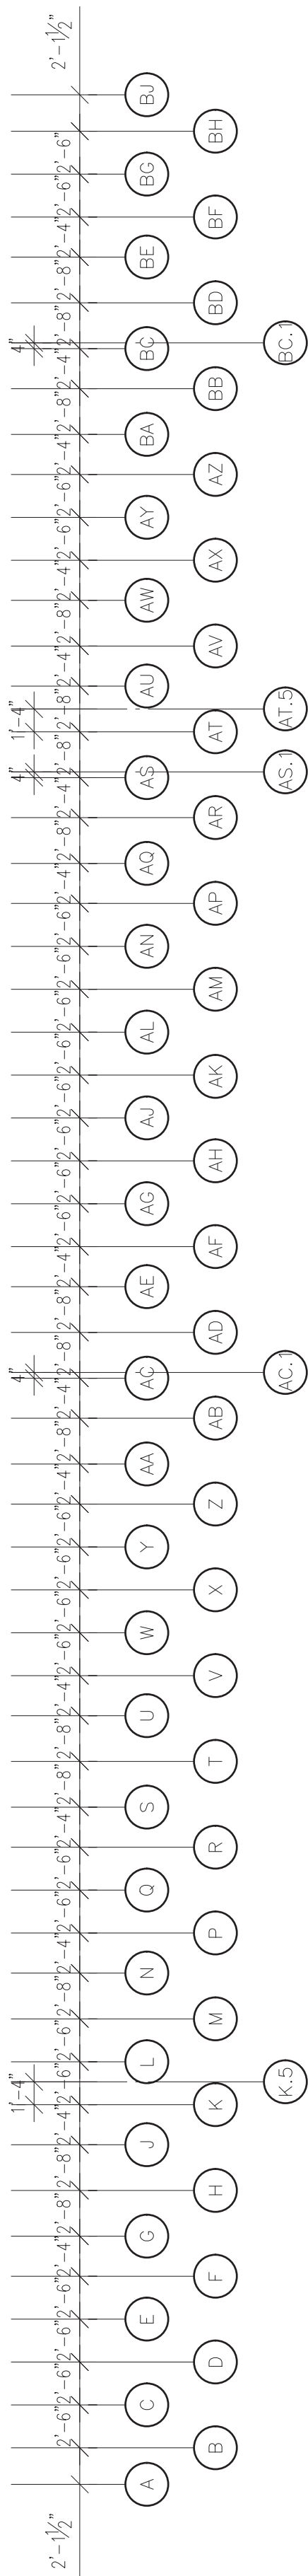 1'-4" 4" 4" 1'-4" 4"
2'-1½" 2'-6" 2'-6" 2'-6" 2'-6" 2'-4" 2'-8" 2'-8" 2'-4" 2'-6" 2'-6" 2'-8" 2'-4" 2'-6" 2'-6" 2'-4" 2'-8" 2'-8" 2'-4" 2'-6" 2'-6" 2'-6" 2'-6" 2'-4" 2'-8" 2'-4" 2'-8" 2'-8" 2'-4" 2'-6" 2'-6" 2'-6" 2'-6" 2'-6" 2'-6" 2'-6" 2'-6" 2'-4" 2'-8" 2'-4" 2'-8" 2'-8" 2'-4" 2'-8" 2'-4" 2'-6" 2'-6" 2'-4" 2'-8" 2'-4" 2'-8" 2'-8" 2'-4" 2'-6" 2'-6" 2'-1½"
A C E G J L N Q S U W Y AA AC AE AG AJ AL AN AQ AS AU AW AY BA BC BE BG BJ
B D F H K M P R T V X Z AB AD AF AH AK AM AP AR AT AV AX AZ BB BD BF BH
K.5 AC.1 AS.1 AT.5 BC.1